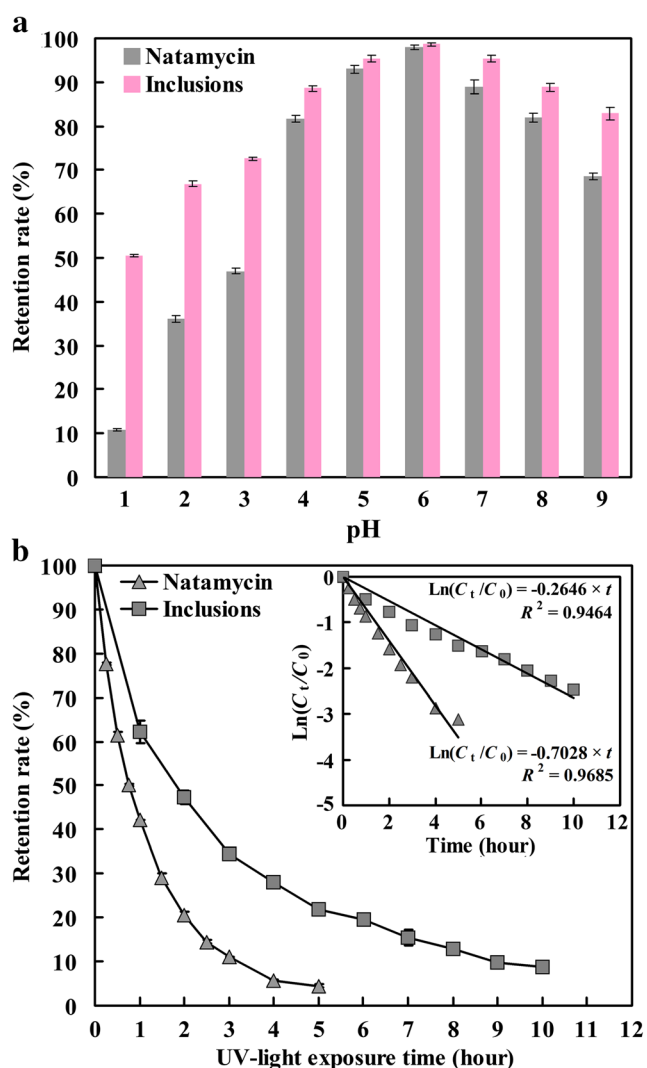 a
100
90
80
70
60
50
40
30
20
10
0
Retention rate (%)
Natamycin
Inclusions
1 2 3 4 5 6 7 8 9
pH
b
100
90
80
70
60
50
40
30
20
10
0
Retention rate (%)
Natamycin
Inclusions
0 1 2 3 4 5 6 7 8 9 10 11 12
UV-light exposure time (hour)
0
-1
-2
-3
-4
-5
Ln(Ct/C0)
Ln(Ct/C0) = -0.2646 × t
R² = 0.9464
Ln(Ct/C0) = -0.7028 × t
R² = 0.9685
0 2 4 6 8 10 12
Time (hour)